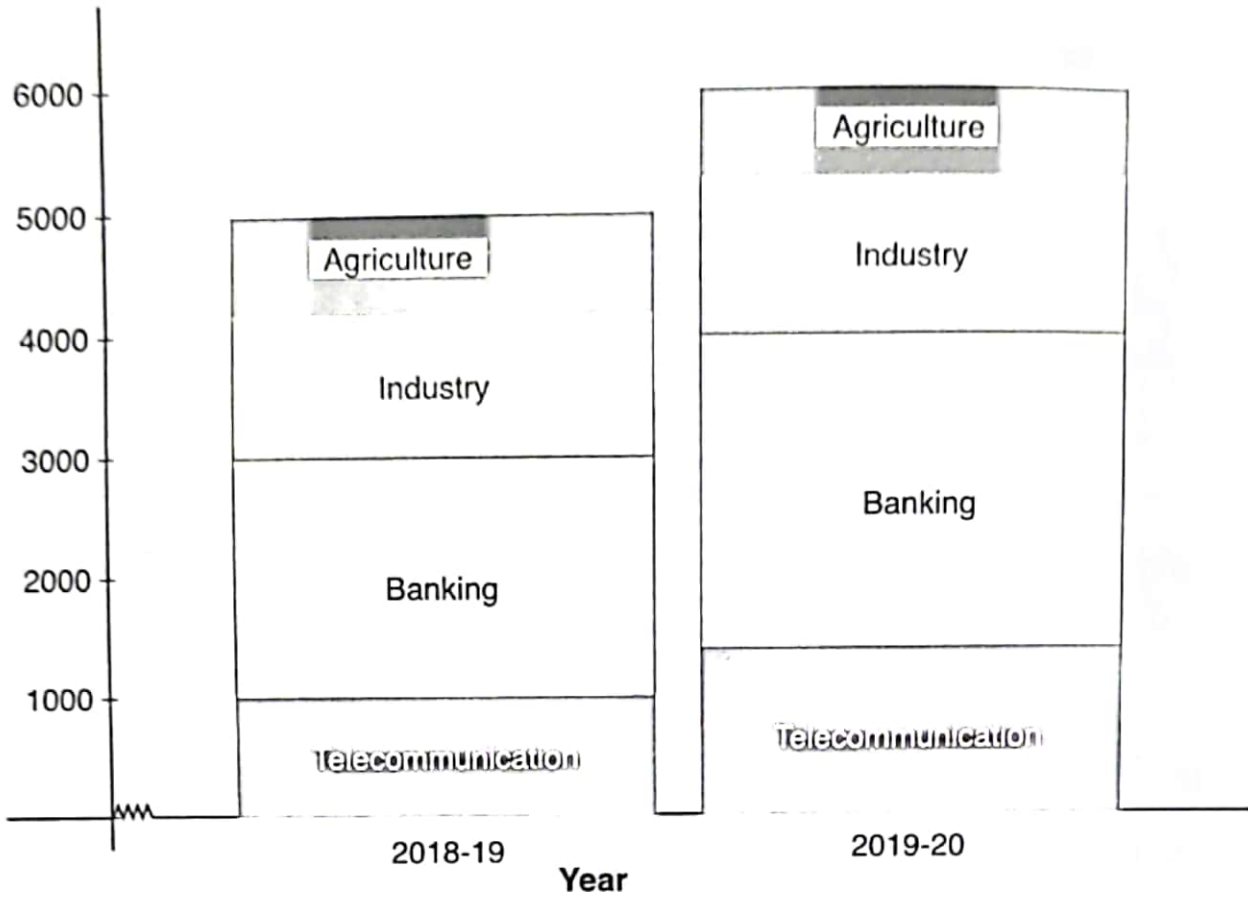 6000
5000
4000
3000
2000
1000
Agriculture
Industry
Banking
Telecommunication
Agriculture
Industry
Banking
Telecommunication
2018-19
2019-20
Year